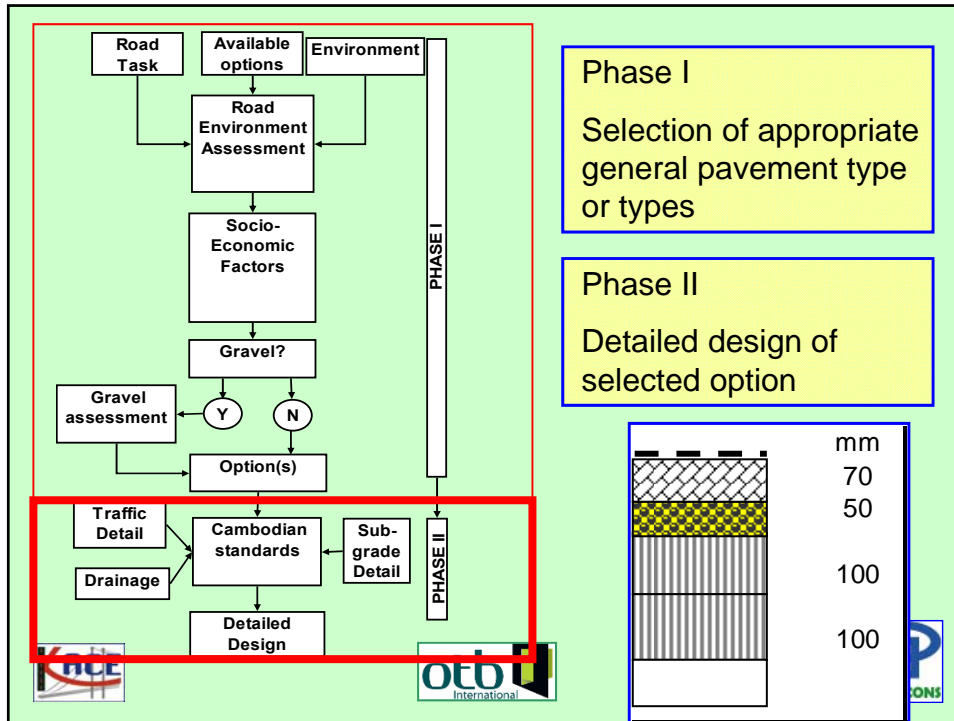 Road
Task
Available
options
Environment
Road
Environment
Assessment
Socio-
Economic
Factors
Gravel?
Gravel
assessment
Y
N
Option(s)
PHASE I
Traffic
Detail
Drainage
Cambodian
standards
Sub-
grade
Detail
PHASE II
Detailed
Design
Phase I
Selection of appropriate
general pavement type
or types
Phase II
Detailed design of
selected option
mm
70
50
100
100
KACE
otb
International
P
CONS